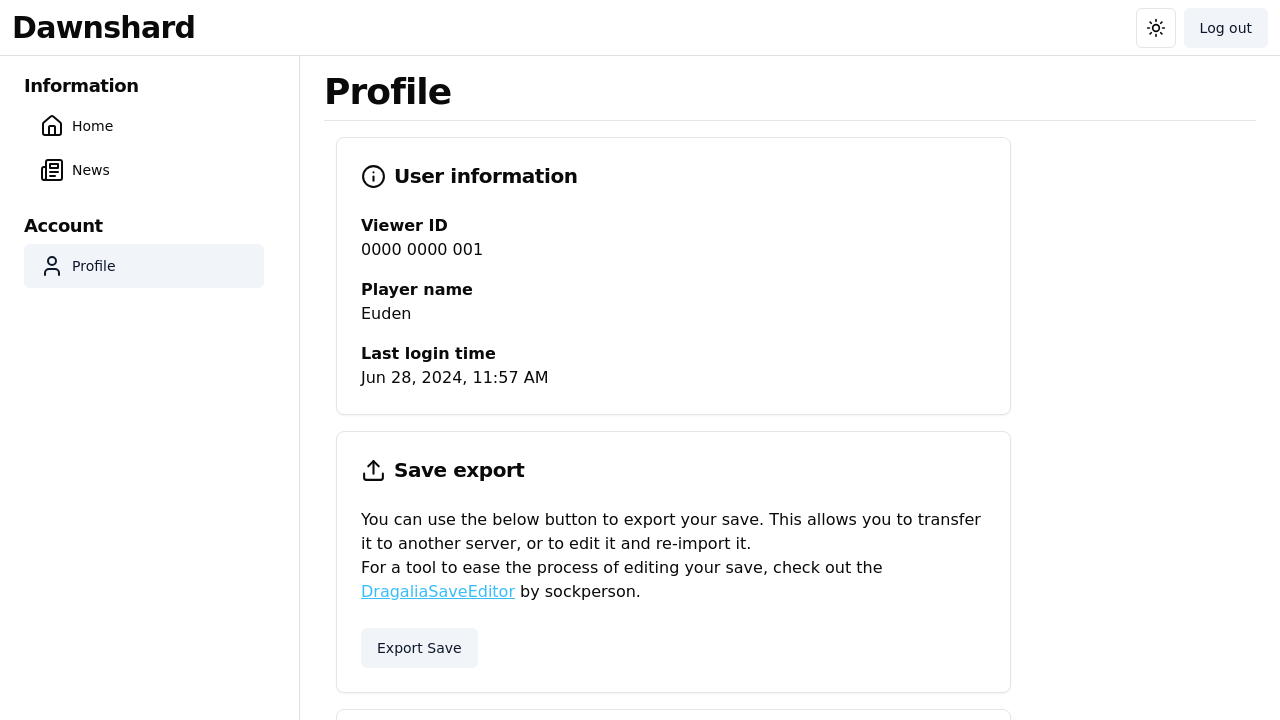 Dawnshard
Log out
Information
Home
News
Account
Profile
Profile
User information
Viewer ID
0000 0000 001
Player name
Euden
Last login time
Jun 28, 2024, 11:57 AM
Save export
You can use the below button to export your save. This allows you to transfer
it to another server, or to edit it and re-import it.
For a tool to ease the process of editing your save, check out the
DragaliaSaveEditor by sockperson.
Export Save